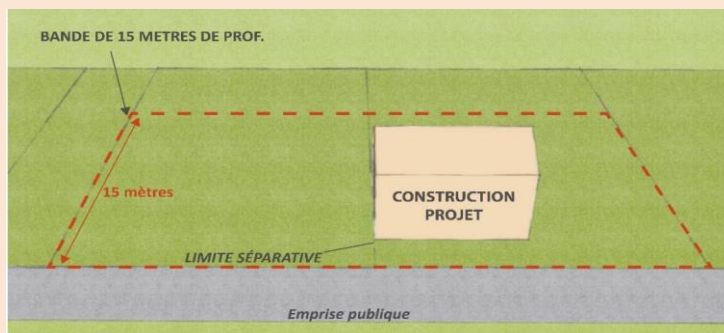 BANDE DE 15 METRES DE PROF.
15 mètres
CONSTRUCTION
PROJET
LIMITE SÉPARATIVE
Emprise publique